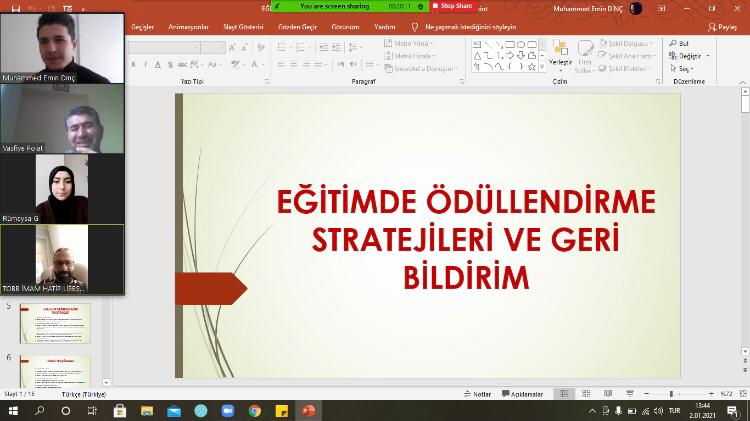 You are screen sharing
00:20:11
Stop Share
Muhammed Emin DİNÇ
Geçişler
Animasyonlar
Slayt Gösterisi
Gözden Geçir
Görünüm
Yardım
Ne yapmak istediğinizi söyleyin
Paylaş
Metin Yönü
Metni Hizala
SmartArt'a Dönüştür
Yerleştir
Hızlı
Stiller
Şekil Dolgusu
Şekil Ana Hattı
Şekil Efektleri
Bul
Değiştir
Seç
Yazı Tipi
Paragraf
Çizim
Düzenleme
Muhammed Emin Dinç
Vasfiye Polat
Rümeysa G
TOBB İMAM HATİP LİSES...
EĞİTİMDE ÖDÜLLENDİRME
STRATEJİLERİ VE GERİ
BİLDİRİM
5
6
Slayt 1 / 15
Türkçe (Türkiye)
Notlar
Açıklamalar
%72
TUR
13:44
2.01.2021